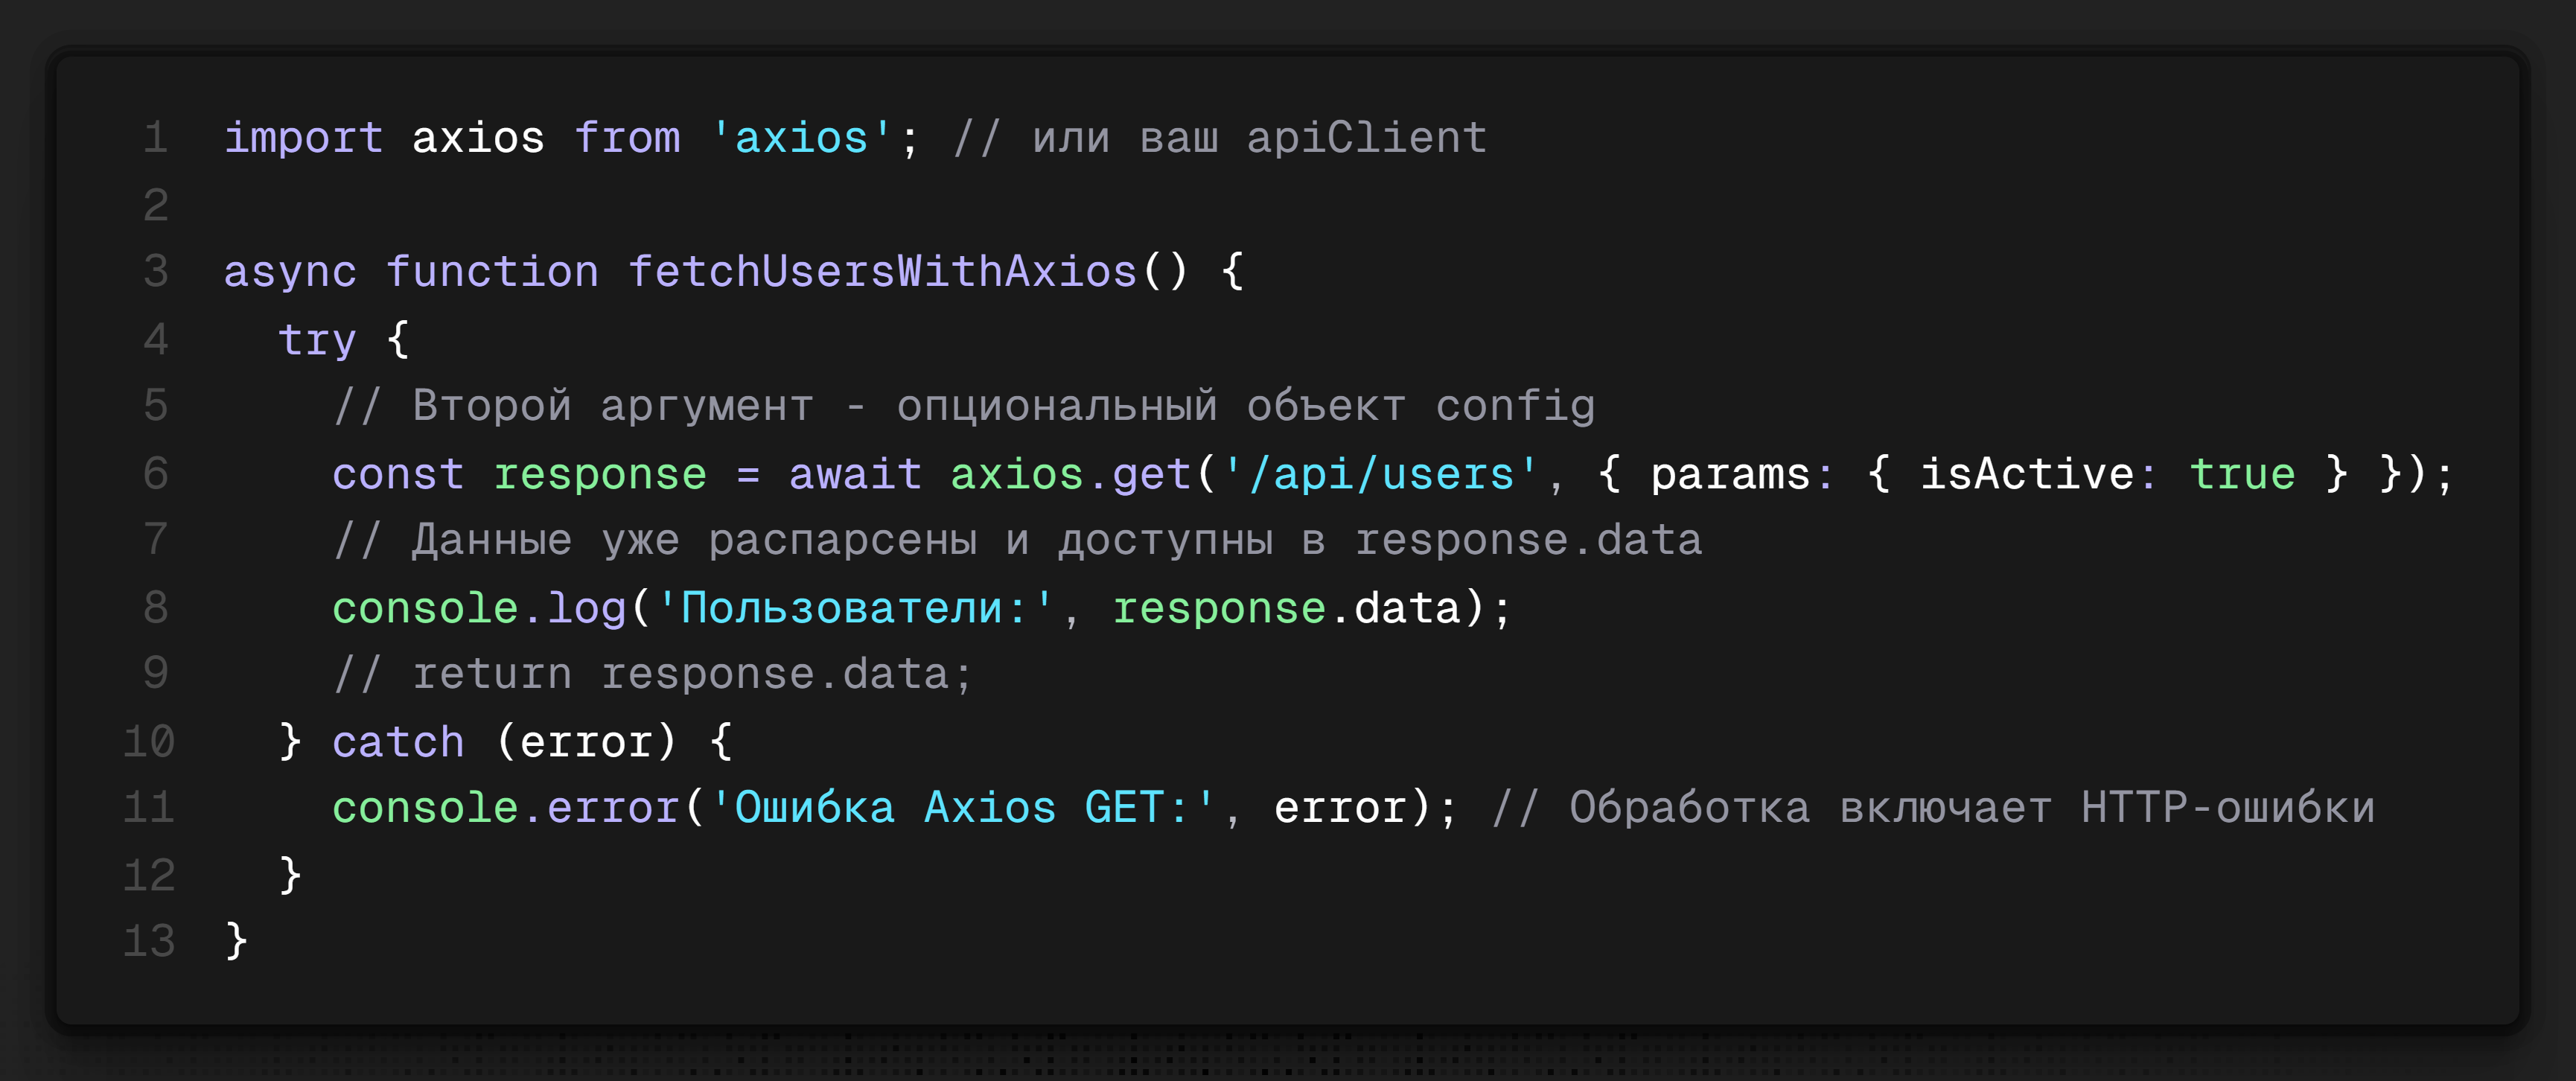 1 import axios from 'axios'; // или ваш apiClient
2
3 async function fetchUsersWithAxios() {
4   try {
5     // Второй аргумент - опциональный объект config
6     const response = await axios.get('/api/users', { params: { isActive: true } });
7     // Данные уже распарсены и доступны в response.data
8     console.log('Пользователи:', response.data);
9     // return response.data;
10   } catch (error) {
11     console.error('Ошибка Axios GET:', error); // Обработка включает HTTP-ошибки
12   }
13 }